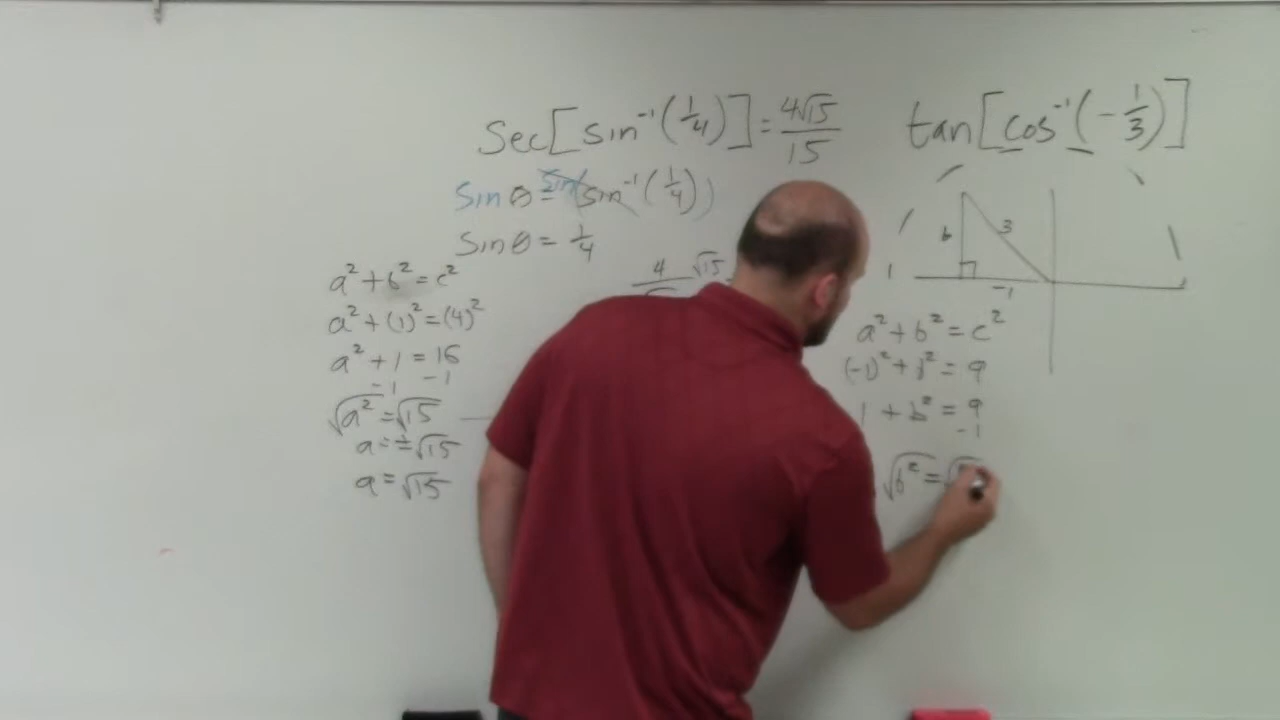 Sec[sin⁻¹(1/4)] = 4√15/15
sin θ = sin(sin⁻¹(1/4))
sin θ = 1/4
a² + b² = c²
a² + (1)² = (4)²
a² + 1 = 16
-1 -1
√a² = √15
a = ±√15
a = √15
4 √15
tan[cos⁻¹(-1/3)]
b 3
1
-1
a² + b² = c²
(-1)² + b² = 9
1 + b² = 9
-1
√b² = √